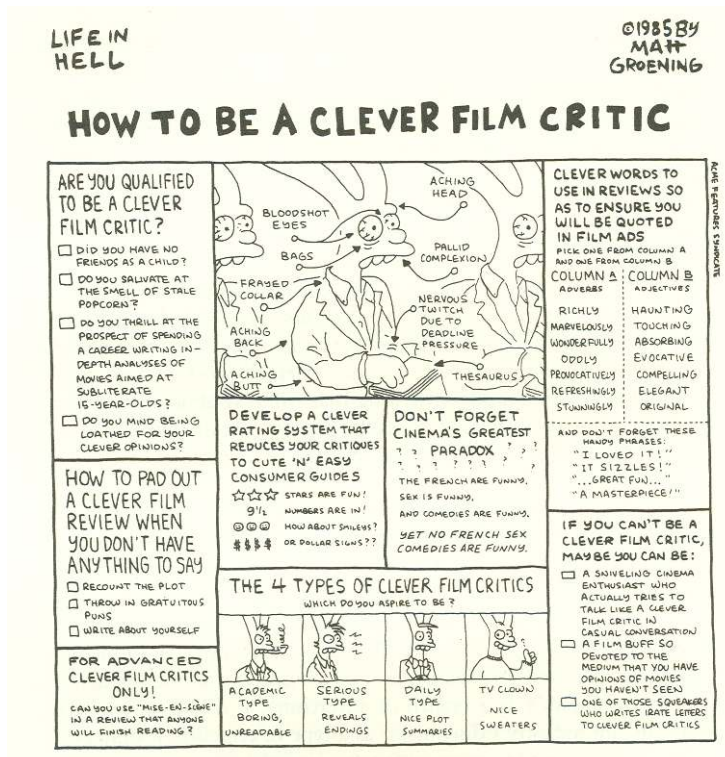 LIFE IN
HELL
©1985 BY
MATT
GROENING
HOW TO BE A CLEVER FILM CRITIC
ARE YOU QUALIFIED
TO BE A CLEVER
FILM CRITIC?
DID YOU HAVE NO
FRIENDS AS A CHILD?
DO YOU SALIVATE AT
THE SMELL OF STALE
POPCORN?
DO YOU THRILL AT THE
PROSPECT OF SPENDING
A CAREER WRITING IN-
DEPTH ANALYSES OF
MOVIES AIMED AT
SUBLITERATE
15-YEAR-OLDS?
DO YOU MIND BEING
LOATHED FOR YOUR
CLEVER OPINIONS?
HOW TO PAD OUT
A CLEVER FILM
REVIEW WHEN
YOU DON'T HAVE
ANYTHING TO SAY
RECOUNT THE PLOT
THROW IN GRATUITOUS
PUNS
WRITE ABOUT YOURSELF
FOR ADVANCED
CLEVER FILM CRITICS
ONLY!
CAN YOU USE "MISE-EN-SCÈNE"
IN A REVIEW THAT ANYONE
WILL FINISH READING?
BLOODSHOT
EYES
BAGS
FRAYED
COLLAR
ACHING
BACK
ACHING
BUTT
ACHING
HEAD
PALLID
COMPLEXION
NERVOUS
TWITCH
DUE TO
DEADLINE
PRESSURE
THESAURUS
DEVELOP A CLEVER
RATING SYSTEM THAT
REDUCES YOUR CRITIQUES
TO CUTE 'N' EASY
CONSUMER GUIDES
☆☆☆ STARS ARE FUN!
9½ NUMBERS ARE IN!
☺☺☺ HOW ABOUT SMILEYS?
$$$$ OR DOLLAR SIGNS??
DON'T FORGET
CINEMA'S GREATEST
? ? PARADOX ? ?
? ? ? ? ? ? ? ?
THE FRENCH ARE FUNNY,
SEX IS FUNNY,
AND COMEDIES ARE FUNNY,
YET NO FRENCH SEX
COMEDIES ARE FUNNY.
THE 4 TYPES OF CLEVER FILM CRITICS
WHICH DO YOU ASPIRE TO BE?
ACADEMIC
TYPE
BORING,
UNREADABLE
SERIOUS
TYPE
REVEALS
ENDINGS
DAILY
TYPE
NICE PLOT
SUMMARIES
TV CLOWN
NICE
SWEATERS
CLEVER WORDS TO
USE IN REVIEWS SO
AS TO ENSURE YOU
WILL BE QUOTED
IN FILM ADS
PICK ONE FROM COLUMN A
AND ONE FROM COLUMN B
COLUMN A COLUMN B
ADVERBS ADJECTIVES
RICHLY HAUNTING
MARVELOUSLY TOUCHING
WONDERFULLY ABSORBING
ODDLY EVOCATIVE
PROVOCATIVELY COMPELLING
REFRESHINGLY ELEGANT
STUNNINGLY ORIGINAL
AND DON'T FORGET THESE
HANDY PHRASES:
"I LOVED IT!"
"IT SIZZLES!"
"...GREAT FUN..."
"A MASTERPIECE!"
IF YOU CAN'T BE A
CLEVER FILM CRITIC,
MAYBE YOU CAN BE:
A SNIVELING CINEMA
ENTHUSIAST WHO
ACTUALLY TRIES TO
TALK LIKE A CLEVER
FILM CRITIC IN
CASUAL CONVERSATION
A FILM BUFF SO
DEVOTED TO THE
MEDIUM THAT YOU HAVE
OPINIONS OF MOVIES
YOU HAVEN'T SEEN
ONE OF THOSE SQUEAKERS
WHO WRITES IRATE LETTERS
TO CLEVER FILM CRITICS
ACME FEATURES SYNDICATE